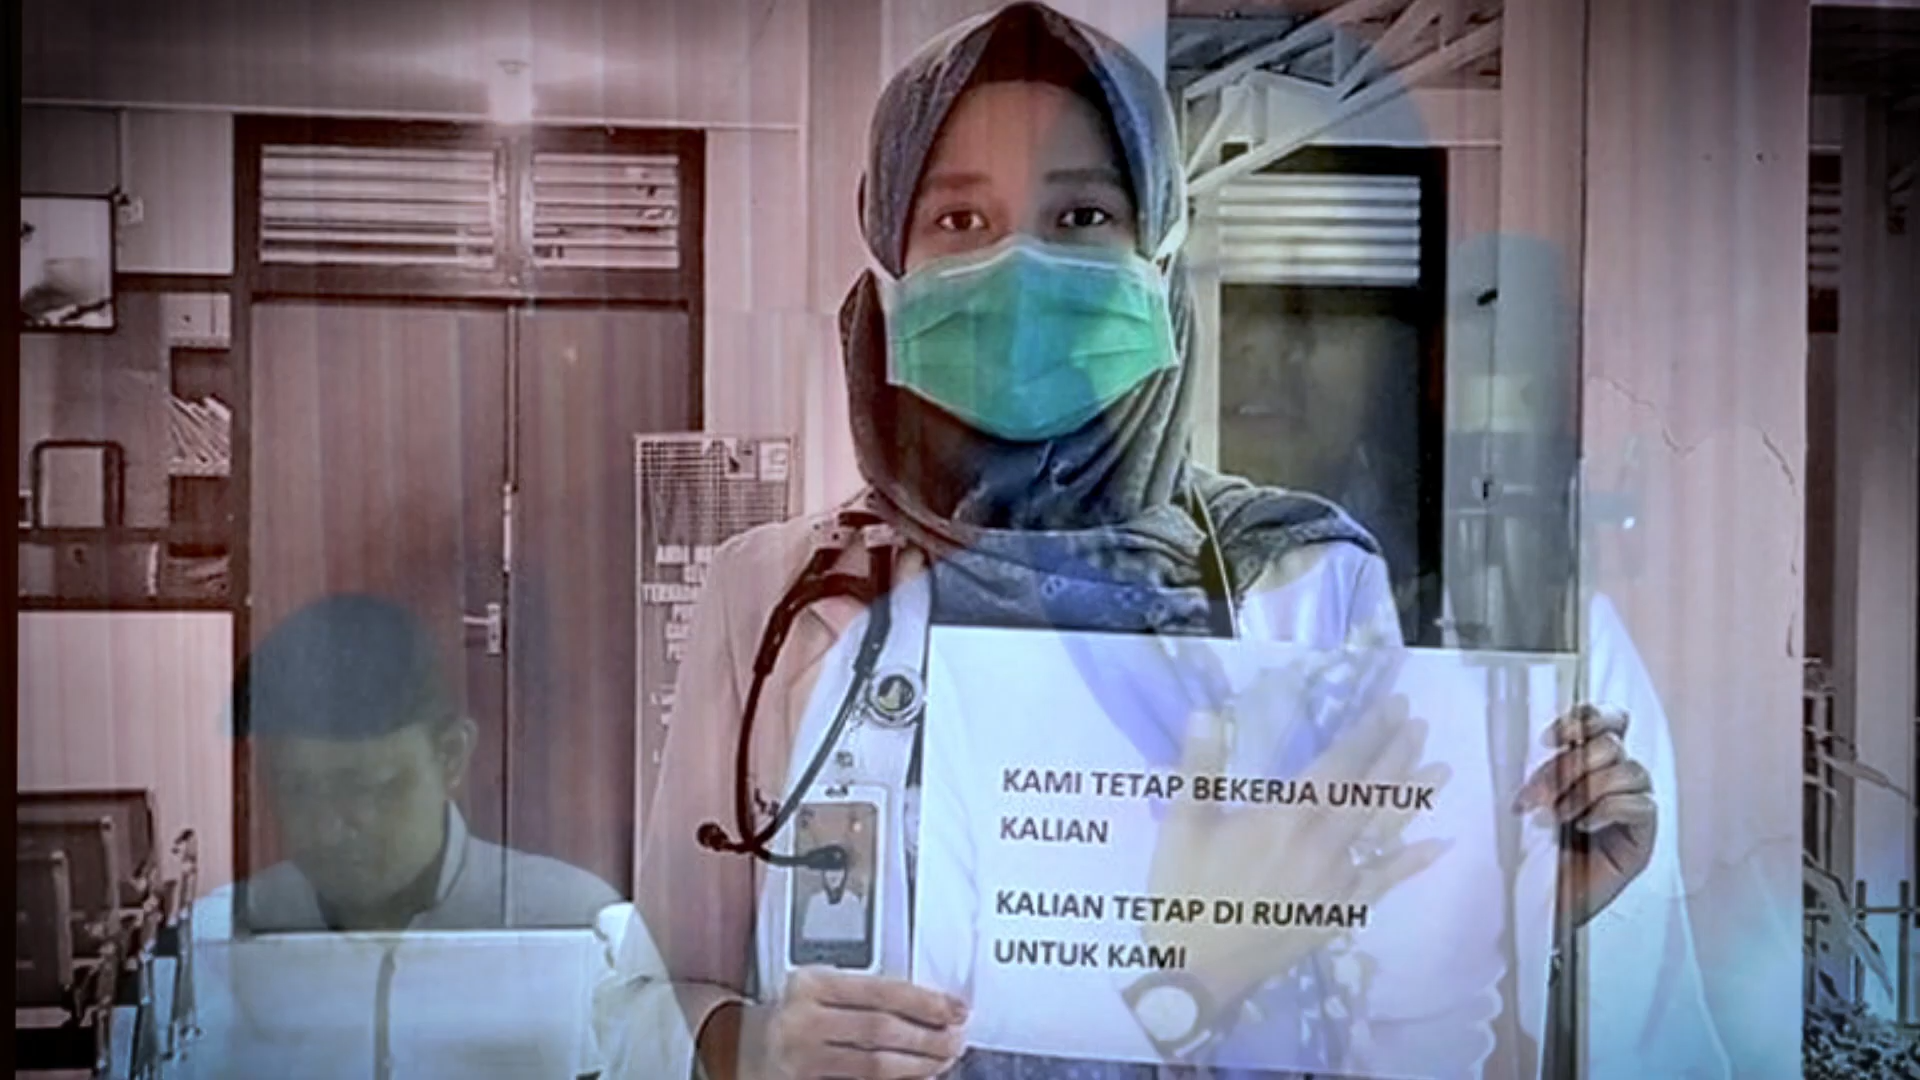 KAMI TETAP BEKERJA UNTUK
KALIAN
KALIAN TETAP DI RUMAH
UNTUK KAMI